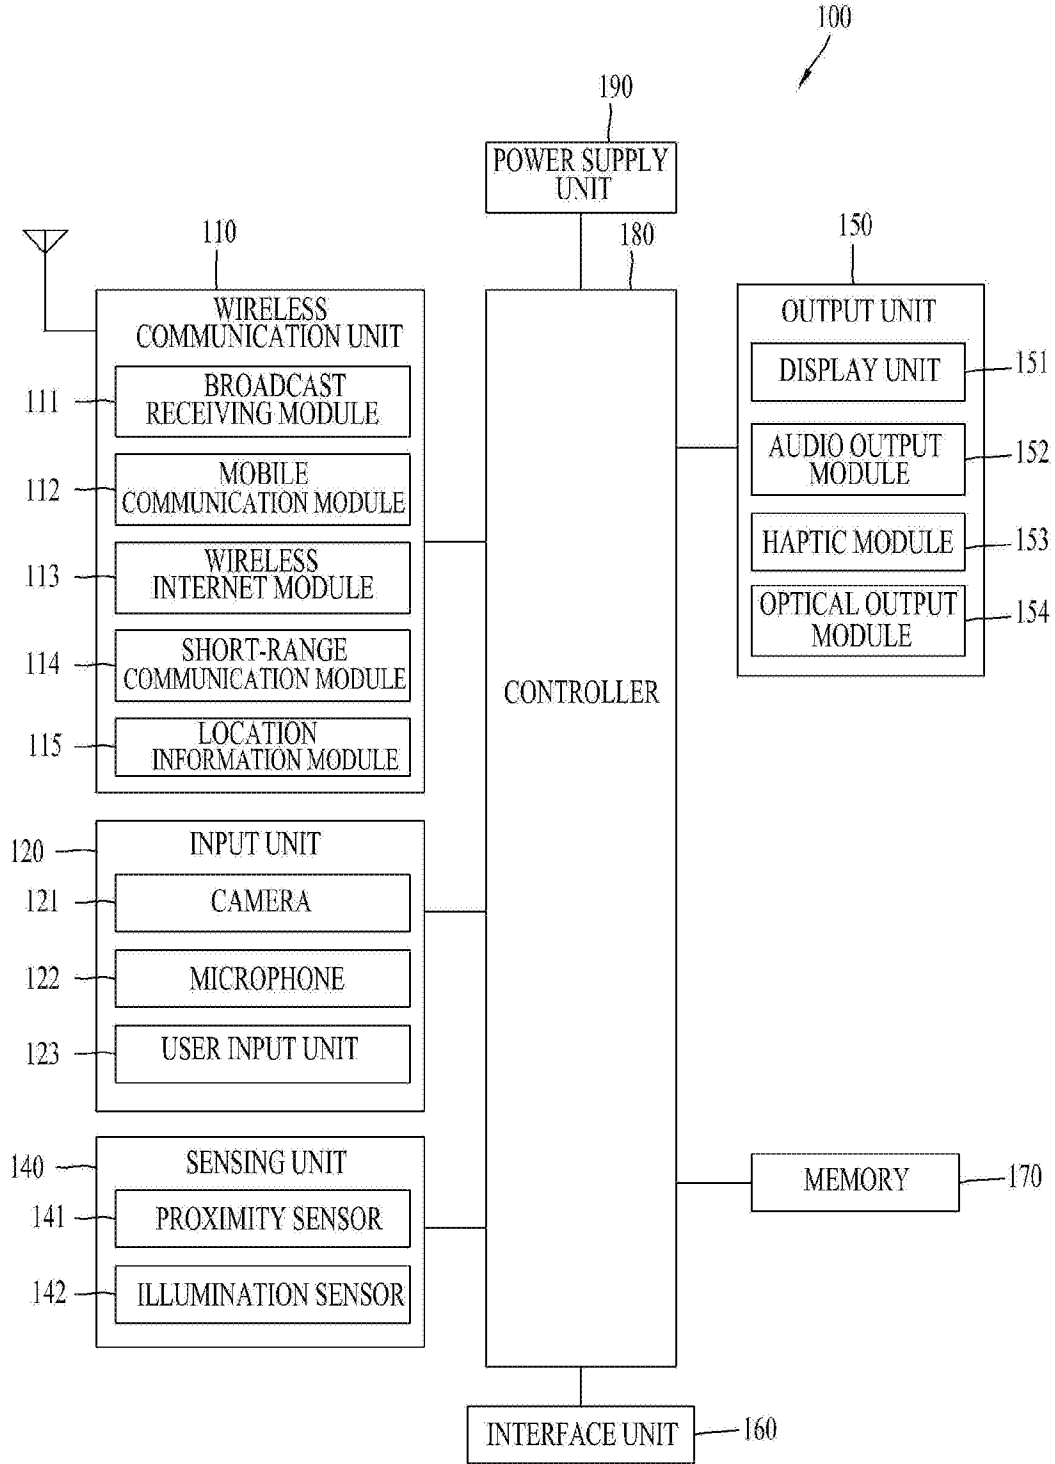 100
190
POWER SUPPLY
UNIT
110
WIRELESS
COMMUNICATION UNIT
111
BROADCAST
RECEIVING MODULE
112
MOBILE
COMMUNICATION MODULE
113
WIRELESS
INTERNET MODULE
114
SHORT-RANGE
COMMUNICATION MODULE
115
LOCATION
INFORMATION MODULE
120
INPUT UNIT
121
CAMERA
122
MICROPHONE
123
USER INPUT UNIT
140
SENSING UNIT
141
PROXIMITY SENSOR
142
ILLUMINATION SENSOR
180
CONTROLLER
150
OUTPUT UNIT
DISPLAY UNIT
151
AUDIO OUTPUT
MODULE
152
HAPTIC MODULE
153
OPTICAL OUTPUT
MODULE
154
MEMORY
170
INTERFACE UNIT
160